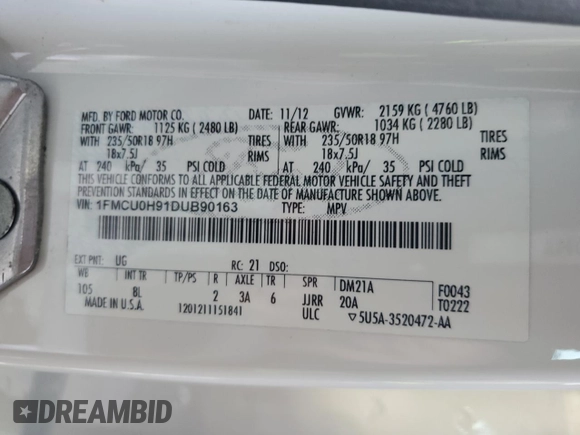 MFD. BY FORD MOTOR CO.
DATE: 11/12 GVWR: 2159 KG ( 4760 LB)
FRONT GAWR: 1125 KG ( 2480 LB) REAR GAWR: 1034 KG ( 2280 LB)
WITH 235/50R18 97H TIRES WITH 235/50R18 97H TIRES
18x7.5J RIMS 18x7.5J RIMS
AT 240 kPa/ 35 PSI COLD AT 240 kPa/ 35 PSI COLD
THIS VEHICLE CONFORMS TO ALL APPLICABLE FEDERAL MOTOR VEHICLE SAFETY AND THEFT
PREVENTION STANDARDS IN EFFECT ON THE DATE OF MANUFACTURE SHOWN ABOVE.
VIN: 1FMCU0H91DUB90163 TYPE: MPV
EXT PNT: UG RC: 21 DSO:
WB INT TR TP/PS R AXLE TR SPR DM21A F0043
105 8L 2 3A 6 JJRR 20A T0222
MADE IN U.S.A. 1201211151841 ULC ▽5U5A-3520472-AA
DREAMBID